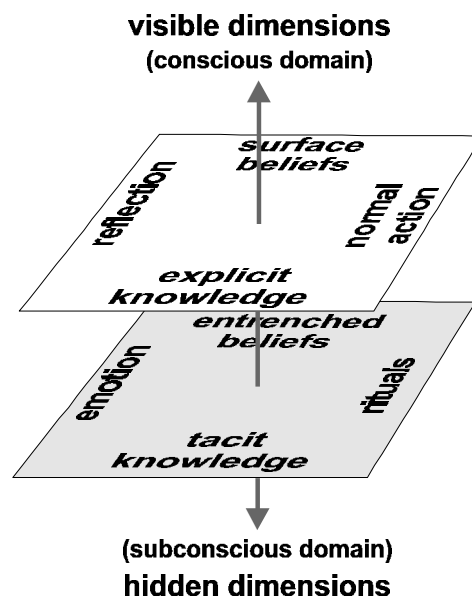 visible dimensions
(conscious domain)
surface
beliefs
reflection
normal
action
explicit
knowledge
entrenched
beliefs
emotion
rituals
tacit
knowledge
(subconscious domain)
hidden dimensions